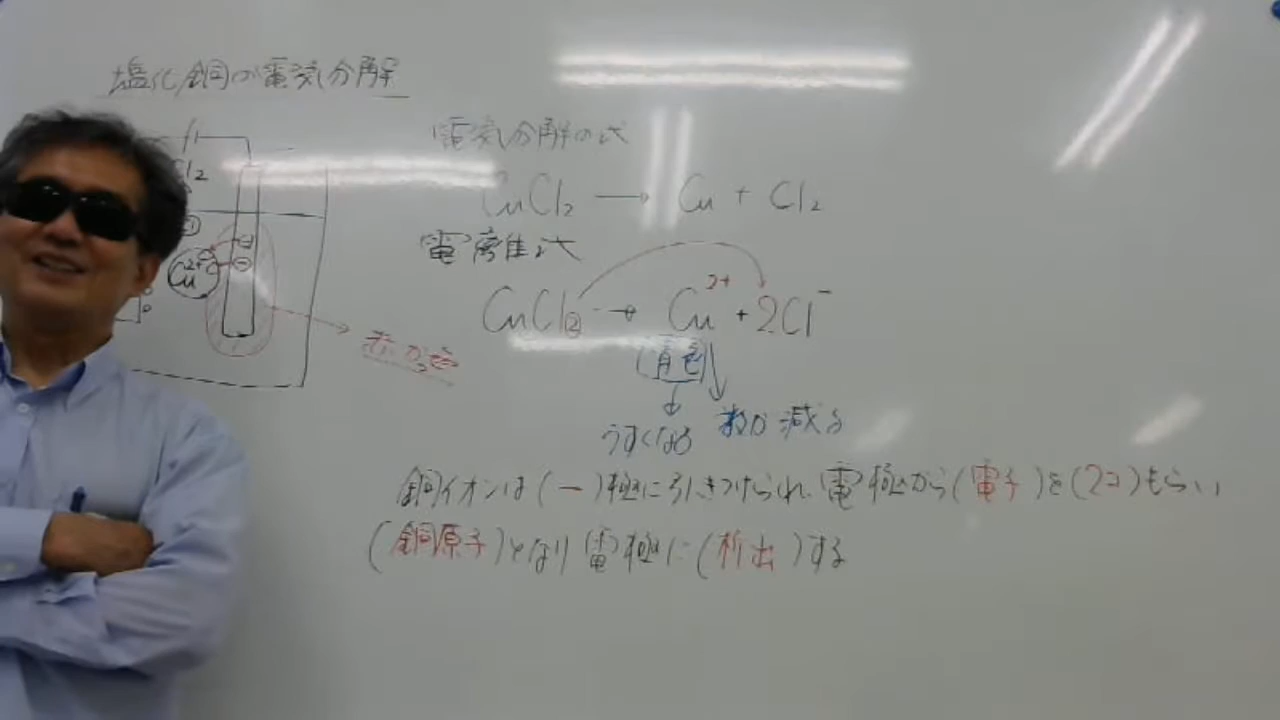 塩化銅の電気分解
電気分解の式
CuCl₂ → Cu + Cl₂
電離式
CuCl₂ → Cu²⁺ + 2Cl⁻
(青色)
うすくなる 数が減る
銅イオンは(−)極に引きつけられ、電極から(電子)を(2コ)もらい
(銅原子)となり電極に(析出)する
l₂
Cu²⁺
⊖
⊖